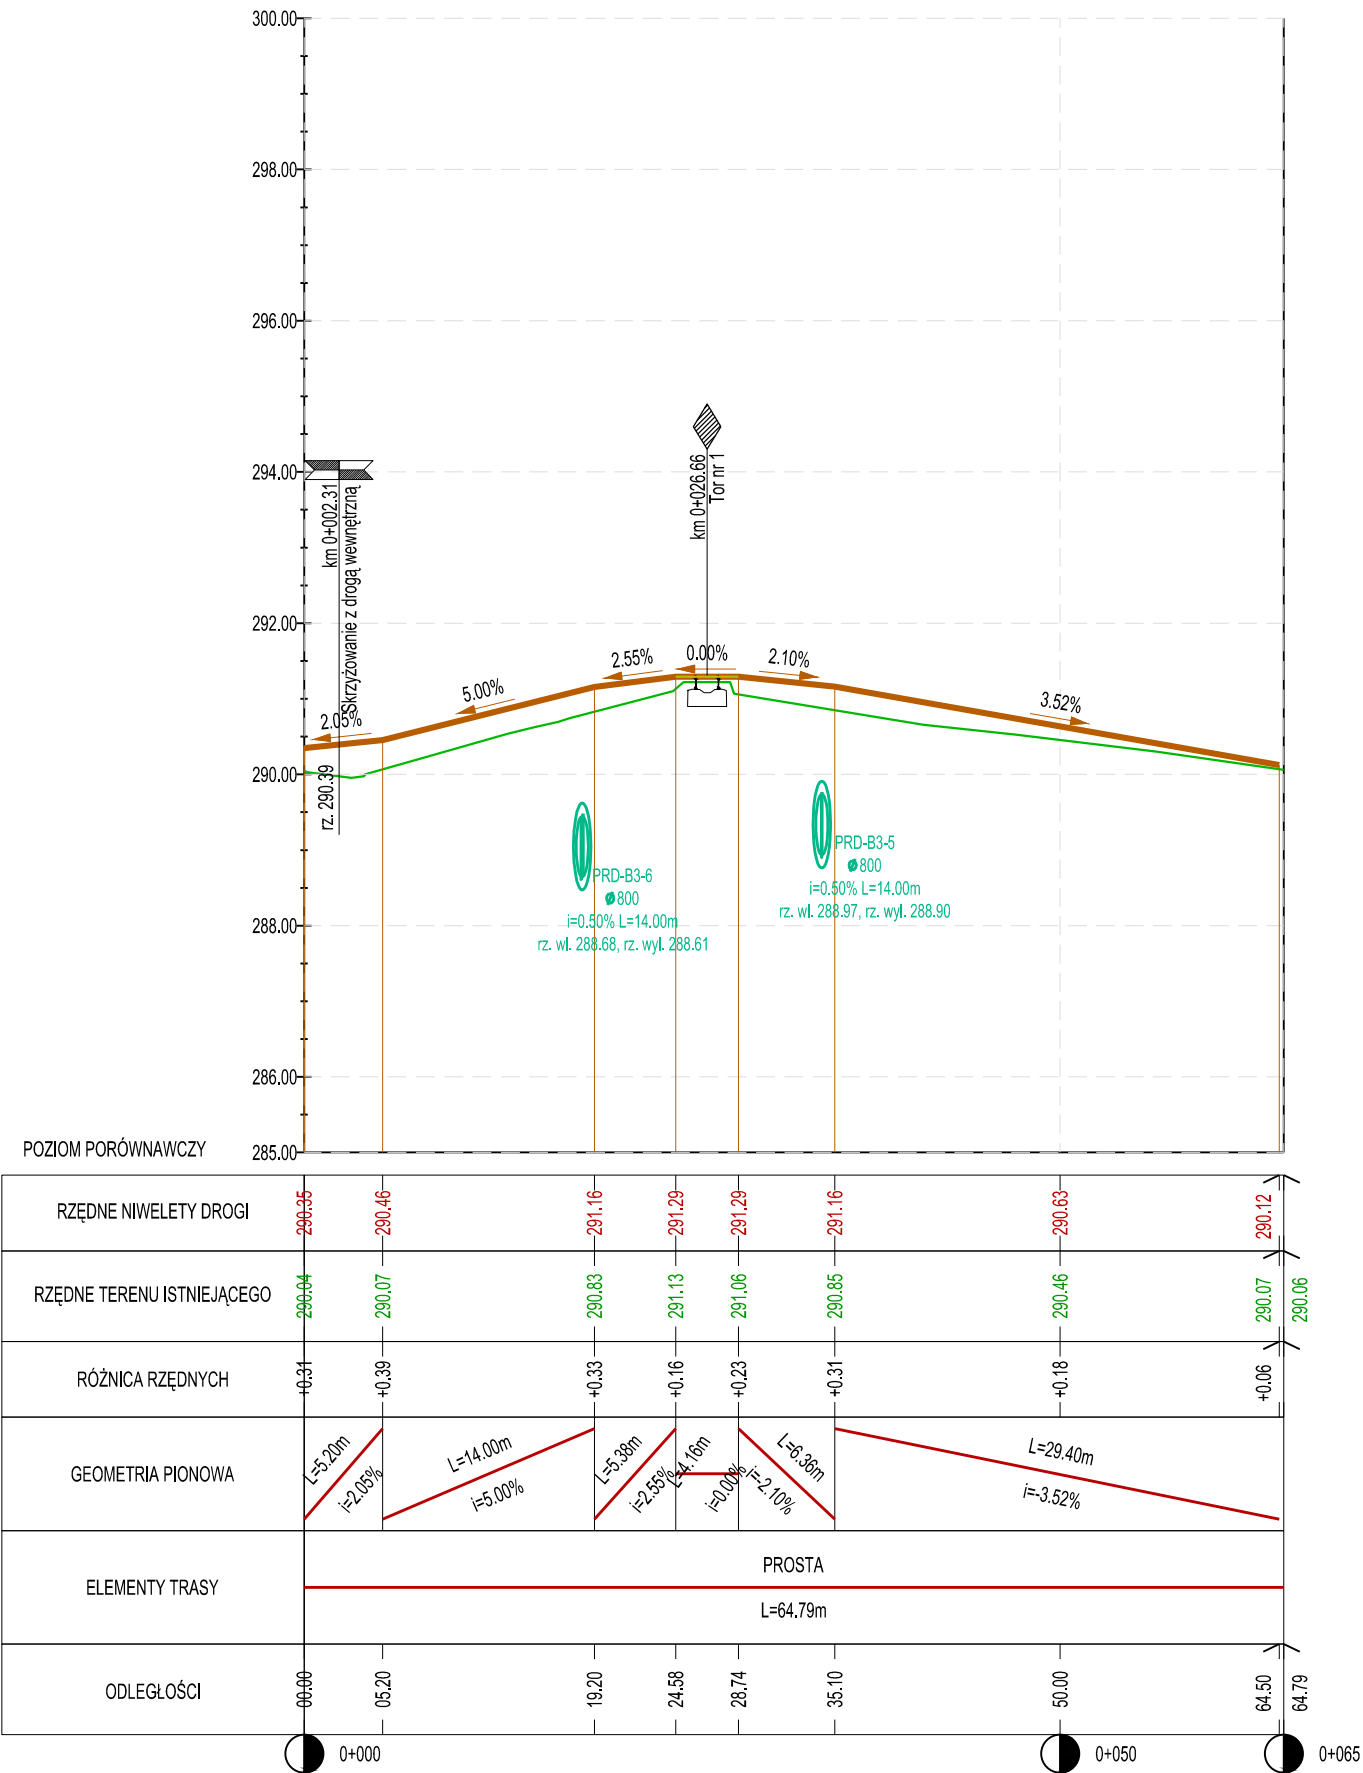 300.00
298.00
296.00
294.00
292.00
290.00
288.00
286.00
285.00
km 0+002.31
Skrzyżowanie z drogą wewnętrzną
rz. 290.39
km 0+026.66
Tor nr 1
2.05%
5.00%
2.55%
0.00%
2.10%
3.52%
PRD-B3-6
Ø800
i=0.50% L=14.00m
rz. wl. 288.68, rz. wyl. 288.61
PRD-B3-5
Ø800
i=0.50% L=14.00m
rz. wl. 288.97, rz. wyl. 288.90
POZIOM PORÓWNAWCZY
RZĘDNE NIWELETY DROGI
290.35
290.46
291.16
291.29
291.29
291.16
290.63
290.12
RZĘDNE TERENU ISTNIEJĄCEGO
290.04
290.07
290.83
291.13
291.06
290.85
290.46
290.07
290.06
RÓŻNICA RZĘDNYCH
+0.31
+0.39
+0.33
+0.16
+0.23
+0.31
+0.18
+0.06
GEOMETRIA PIONOWA
L=5.20m
i=2.05%
L=14.00m
i=5.00%
L=5.38m
i=2.55%
L=4.16m
i=0.00%
L=6.36m
i=-2.10%
L=29.40m
i=-3.52%
ELEMENTY TRASY
PROSTA
L=64.79m
ODLEGŁOŚCI
00.00
05.20
19.20
24.58
28.74
35.10
50.00
64.50
64.79
0+000
0+050
0+065